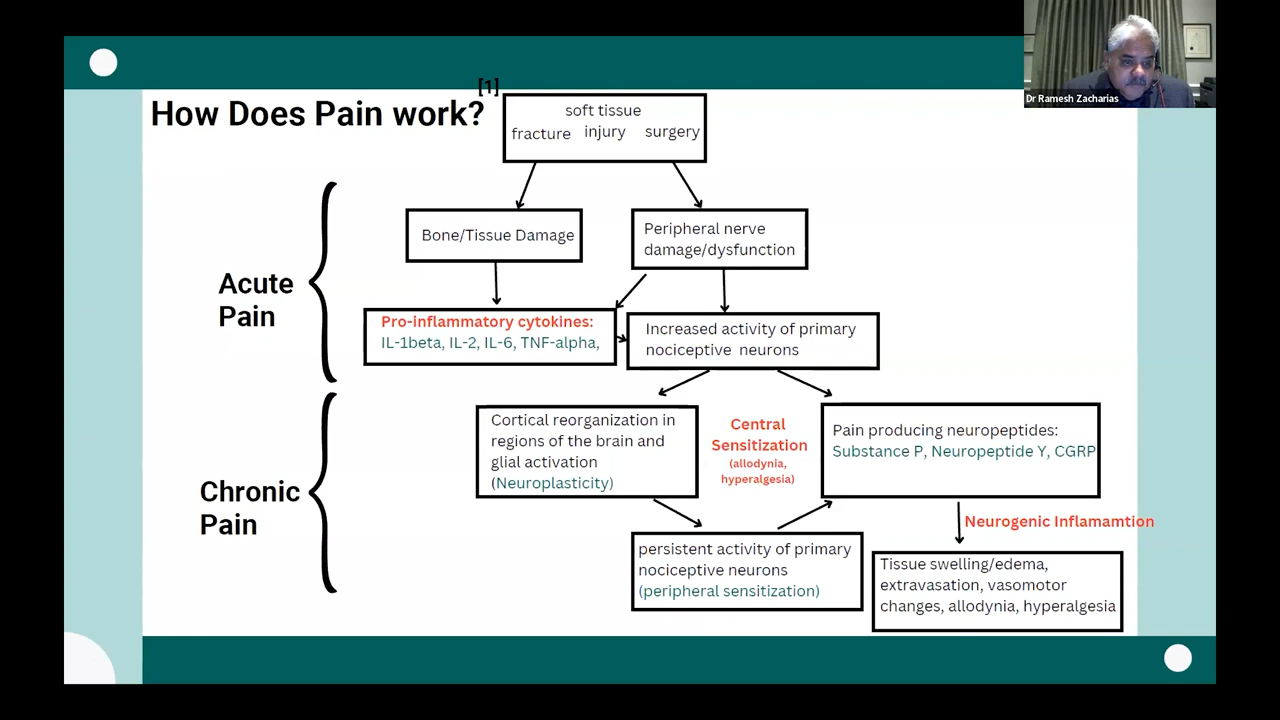 [1]
How Does Pain work?
soft tissue
fracture injury surgery
Dr Ramesh Zacharias
Acute
Pain
Bone/Tissue Damage
Peripheral nerve
damage/dysfunction
Pro-inflammatory cytokines:
IL-1beta, IL-2, IL-6, TNF-alpha,
Increased activity of primary
nociceptive neurons
Chronic
Pain
Cortical reorganization in
regions of the brain and
glial activation
(Neuroplasticity)
Central
Sensitization
(allodynia,
hyperalgesia)
Pain producing neuropeptides:
Substance P, Neuropeptide Y, CGRP
persistent activity of primary
nociceptive neurons
(peripheral sensitization)
Neurogenic Inflamamtion
Tissue swelling/edema,
extravasation, vasomotor
changes, allodynia, hyperalgesia